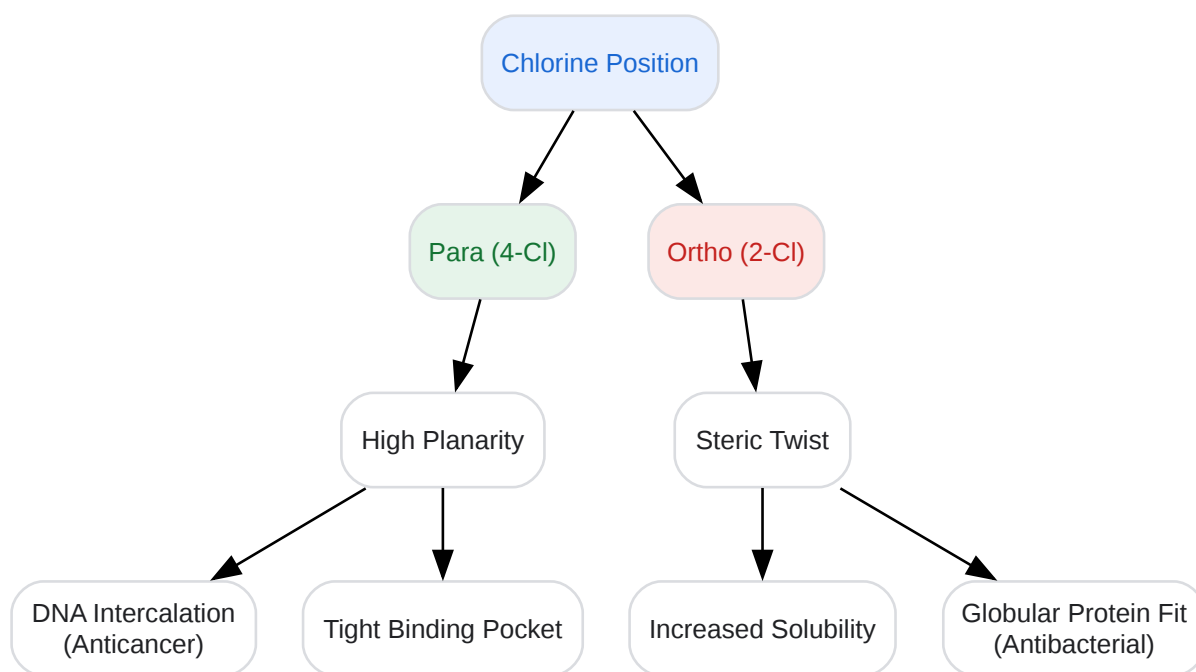 Chlorine Position
Para (4-Cl)
Ortho (2-Cl)
High Planarity
Steric Twist
DNA Intercalation
(Anticancer)
Tight Binding Pocket
Increased Solubility
Globular Protein Fit
(Antibacterial)